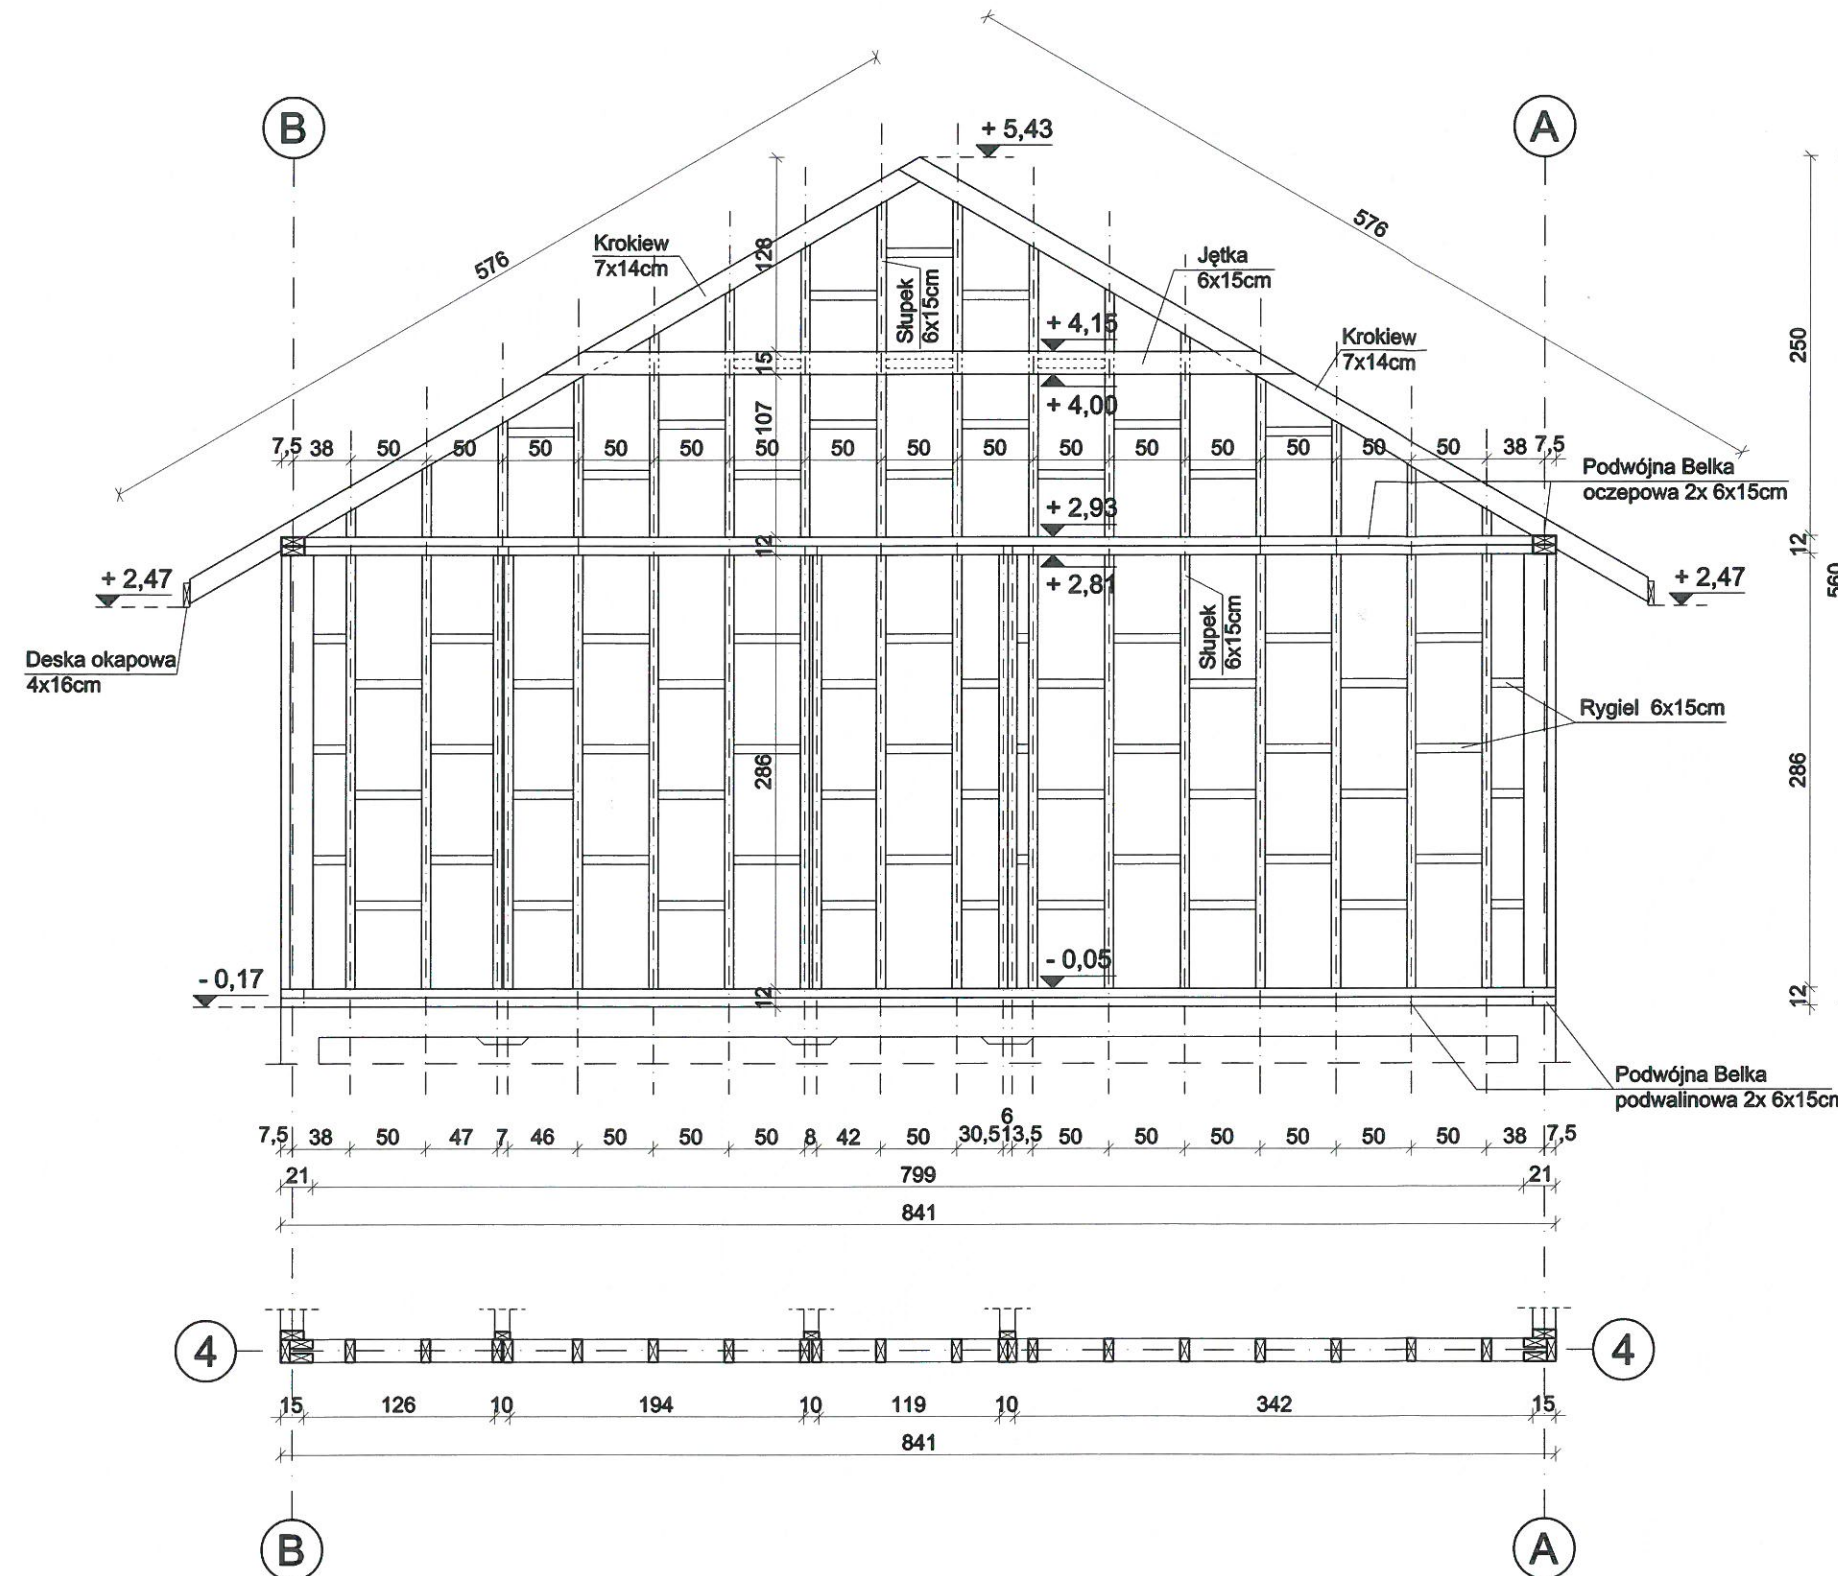 B
A
+ 5,43
576
576
Krokiew
7x14cm
128
Słupek
6x15cm
Jętka
6x15cm
+ 4,15
Krokiew
7x14cm
250
15
+ 4,00
107
7,5 38 50 50 50 50 50 50 50 50 50 50 50 50 50 50 50 38 7,5
Podwójna Belka
oczepowa 2x 6x15cm
+ 2,93
12
12
+ 2,81
560
+ 2,47
+ 2,47
Słupek
6x15cm
Deska okapowa
4x16cm
Rygiel 6x15cm
286
286
- 0,17
- 0,05
12
12
Podwójna Belka
podwalinowa 2x 6x15cm
6
7,5 38 50 47 7 46 50 50 50 8 42 50 30,5 13,5 50 50 50 50 50 50 38 7,5
21 799 21
841
4
4
15 126 10 194 10 119 10 342 15
841
B
A